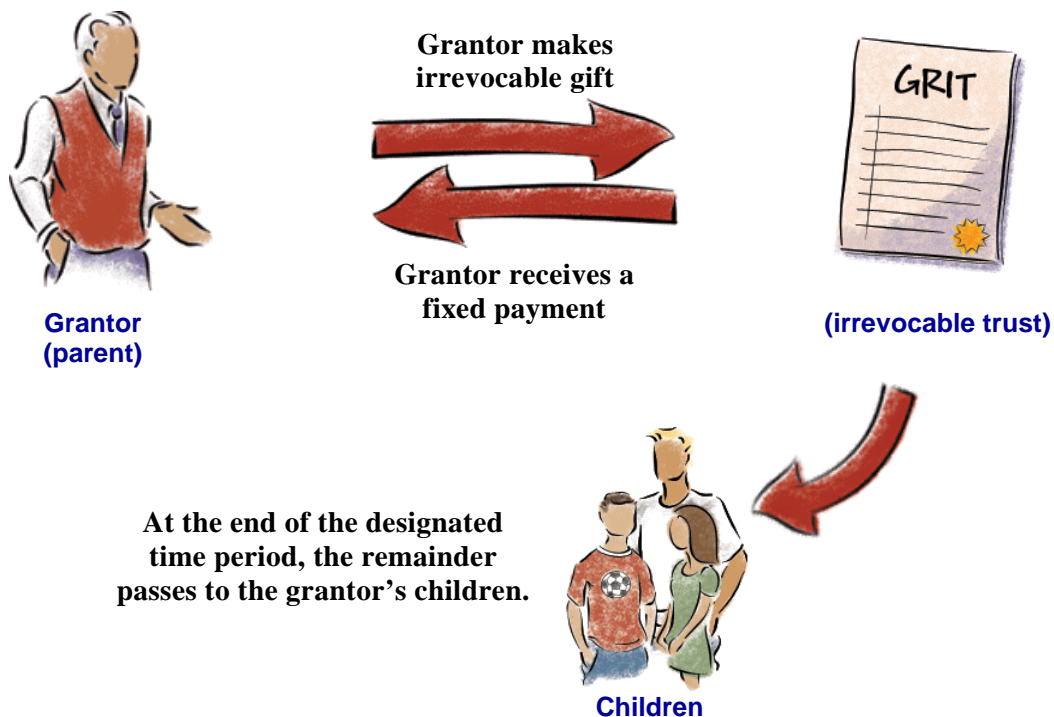 Grantor makes
irrevocable gift
GRIT
Grantor receives a
fixed payment
Grantor
(parent)
(irrevocable trust)
At the end of the designated
time period, the remainder
passes to the grantor’s children.
Children